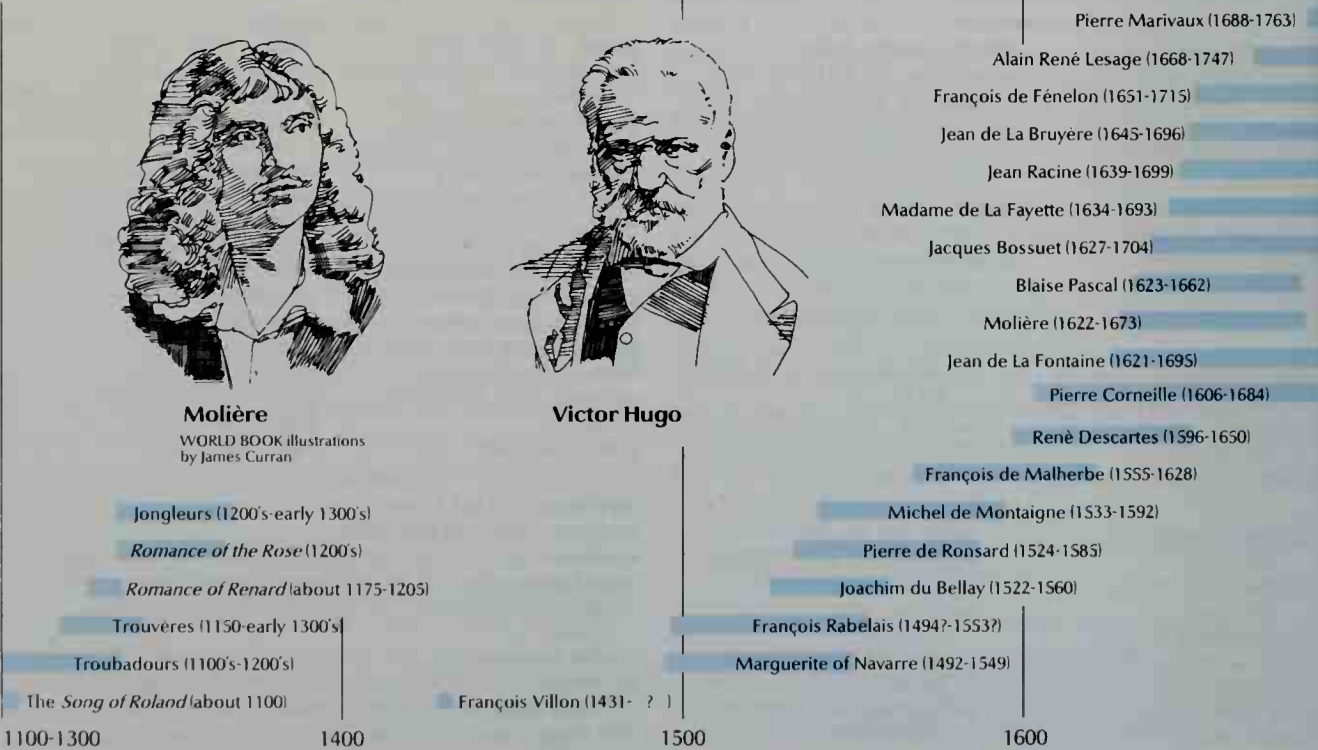 Pierre Marivaux (1688-1763)
Alain René Lesage (1668-1747)
François de Fénelon (1651-1715)
Jean de La Bruyère (1645-1696)
Jean Racine (1639-1699)
Madame de La Fayette (1634-1693)
Jacques Bossuet (1627-1704)
Blaise Pascal (1623-1662)
Molière (1622-1673)
Jean de La Fontaine (1621-1695)
Pierre Corneille (1606-1684)
Molière
WORLD BOOK illustrations
by James Curran
Victor Hugo
Renè Descartes (1596-1650)
François de Malherbe (1555-1628)
Jongleurs (1200's-early 1300's)
Michel de Montaigne (1533-1592)
Romance of the Rose (1200's)
Pierre de Ronsard (1524-1585)
Romance of Renard (about 1175-1205)
Joachim du Bellay (1522-1560)
Trouvères (1150-early 1300's)
François Rabelais (1494?-1553?)
Troubadours (1100's-1200's)
Marguerite of Navarre (1492-1549)
The Song of Roland (about 1100)
François Villon (1431- ? )
1100-1300 1400 1500 1600